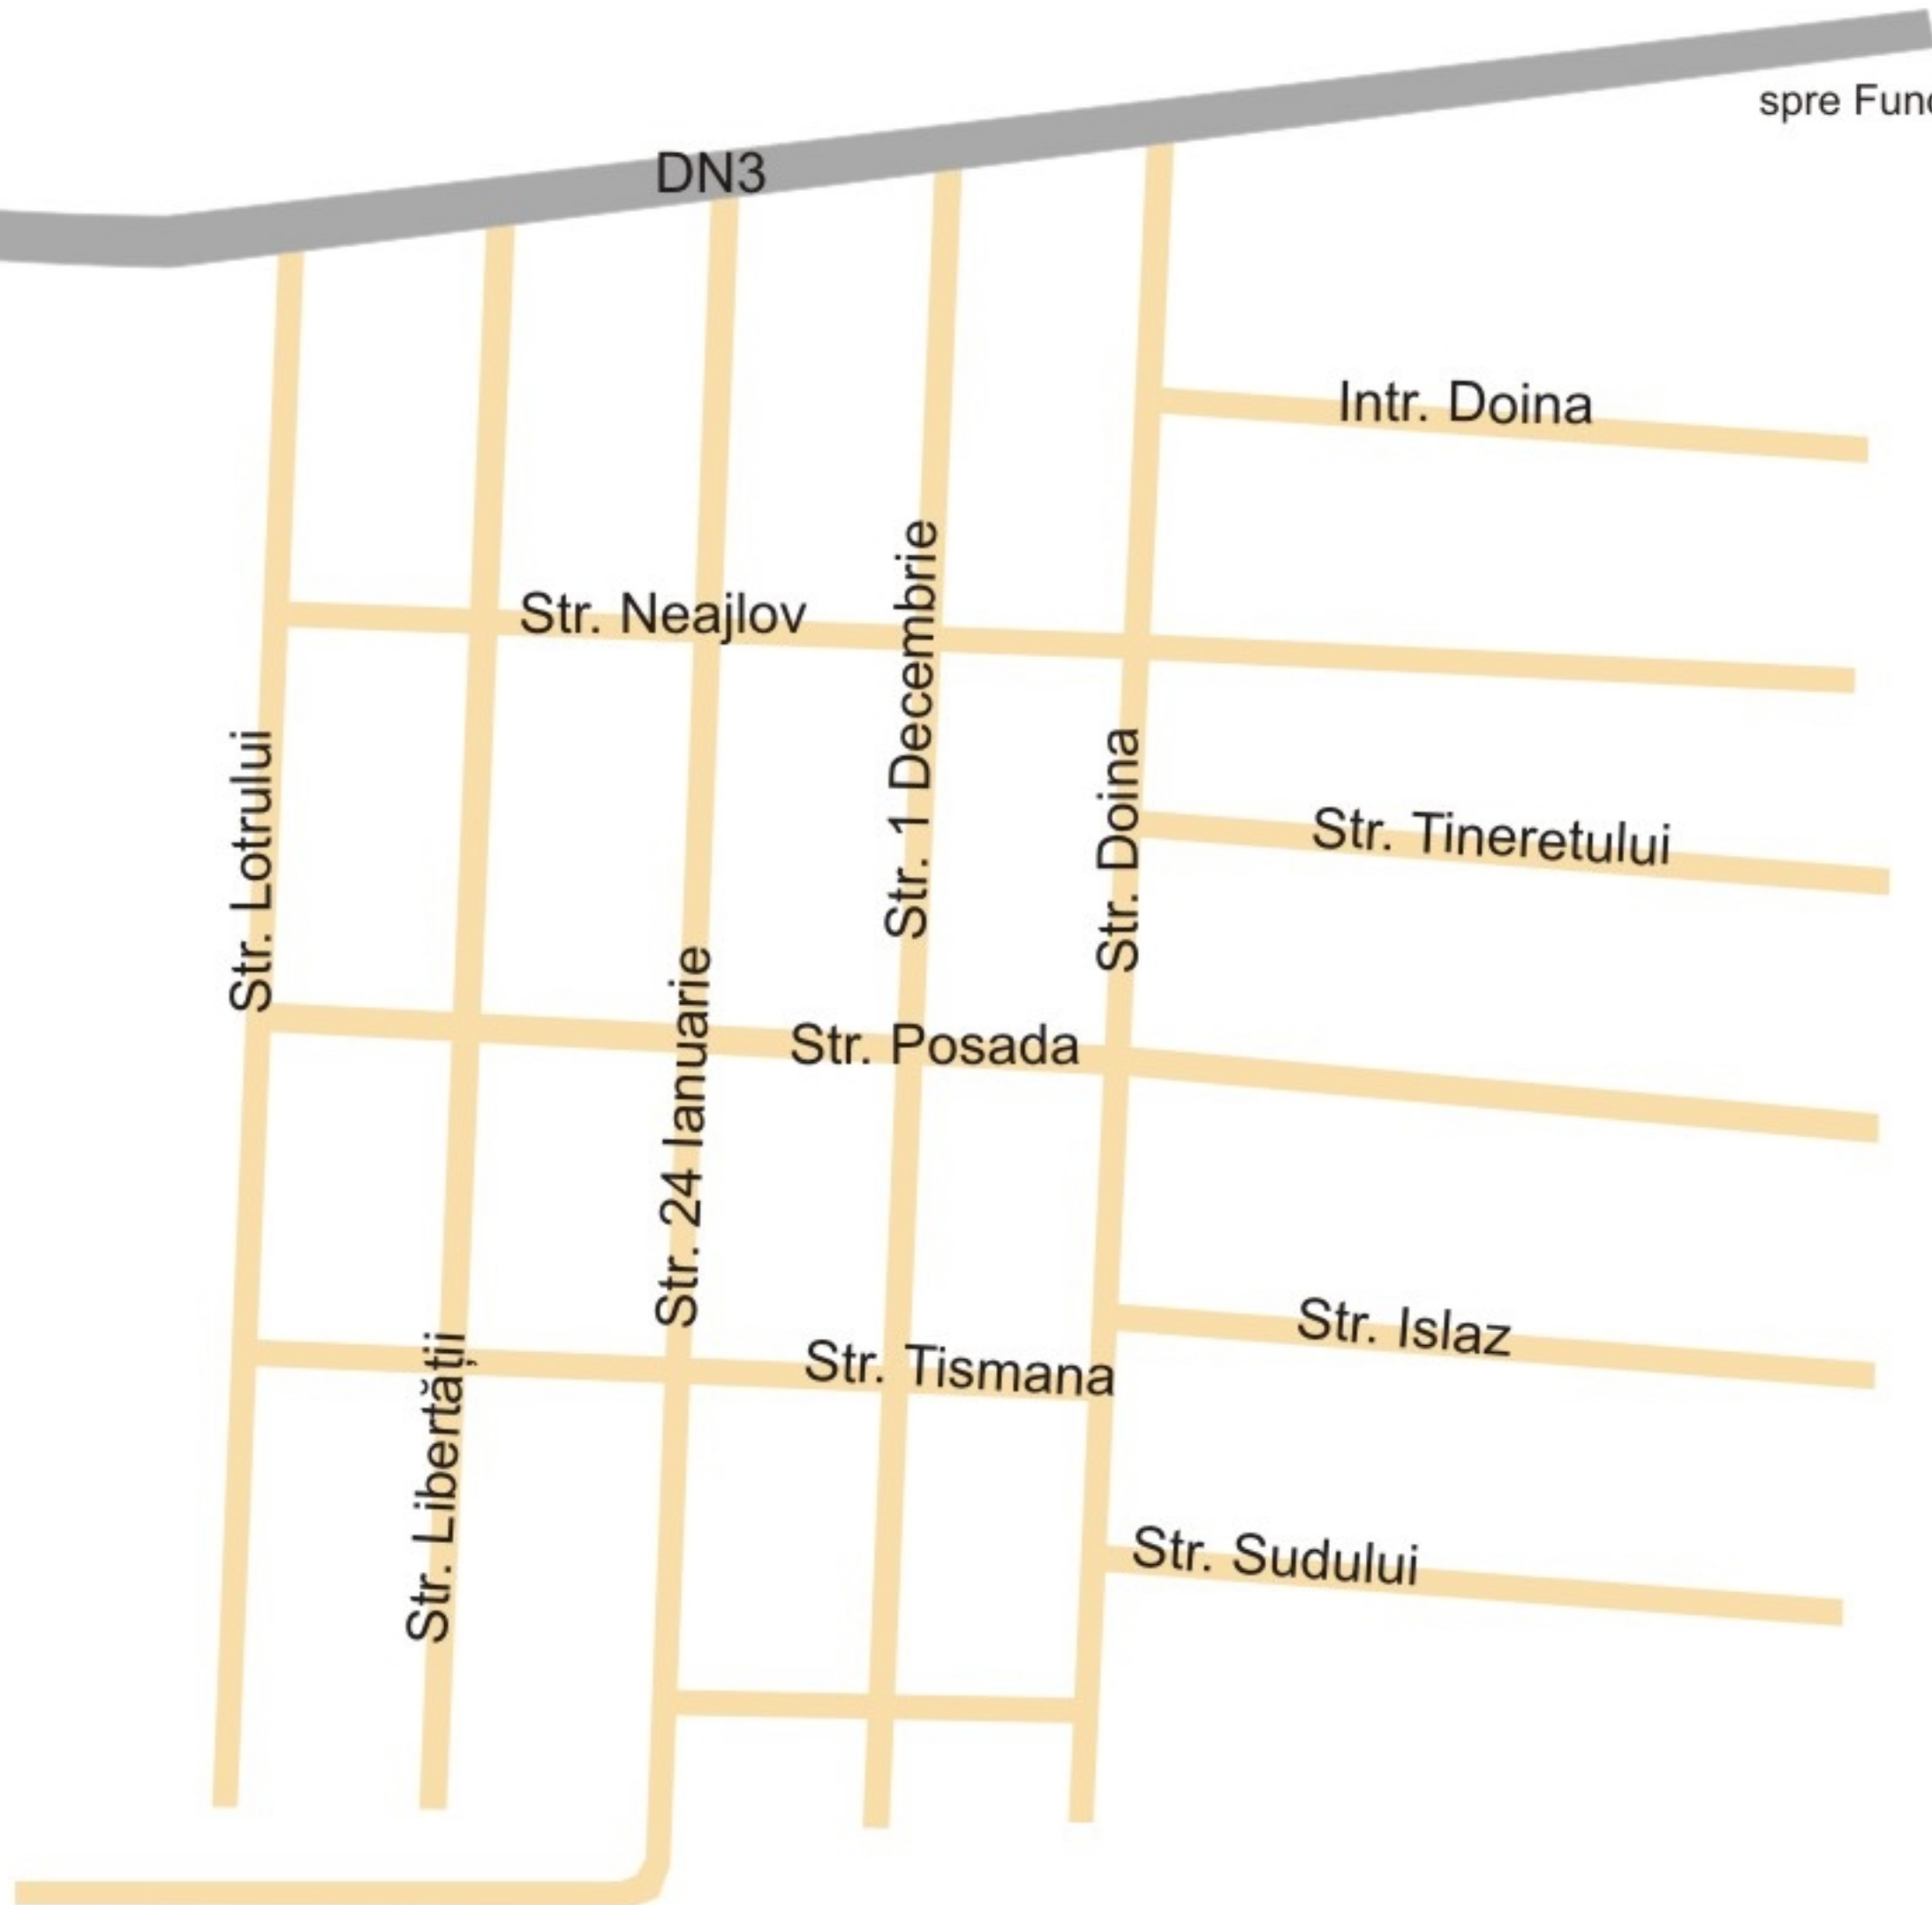 spre Fun
DN3
Intr. Doina
Str. Neajlov
Str. 1 Decembrie
Str. Lotrului
Str. Doina
Str. Tineretului
Str. 24 Ianuarie
Str. Posada
Str. Islaz
Str. Tismana
Str. Libertății
Str. Sudului